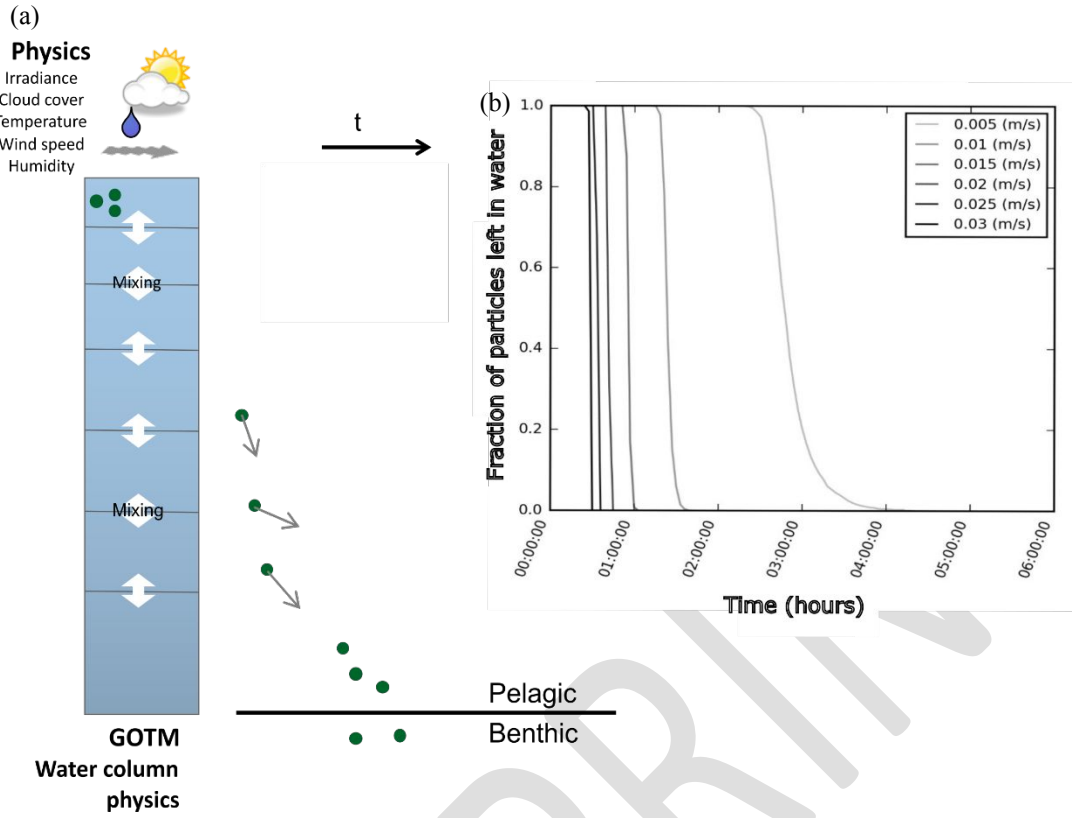 (a)
Physics
Irradiance
Cloud cover
Temperature
Wind speed
Humidity
t
Mixing
Mixing
GOTM
Water column
physics
Pelagic
Benthic
(b)
Fraction of particles left in water
1.0
0.8
0.6
0.4
0.2
0.0
0.005 (m/s)
0.01 (m/s)
0.015 (m/s)
0.02 (m/s)
0.025 (m/s)
0.03 (m/s)
00:00:00
01:00:00
02:00:00
03:00:00
04:00:00
05:00:00
06:00:00
Time (hours)